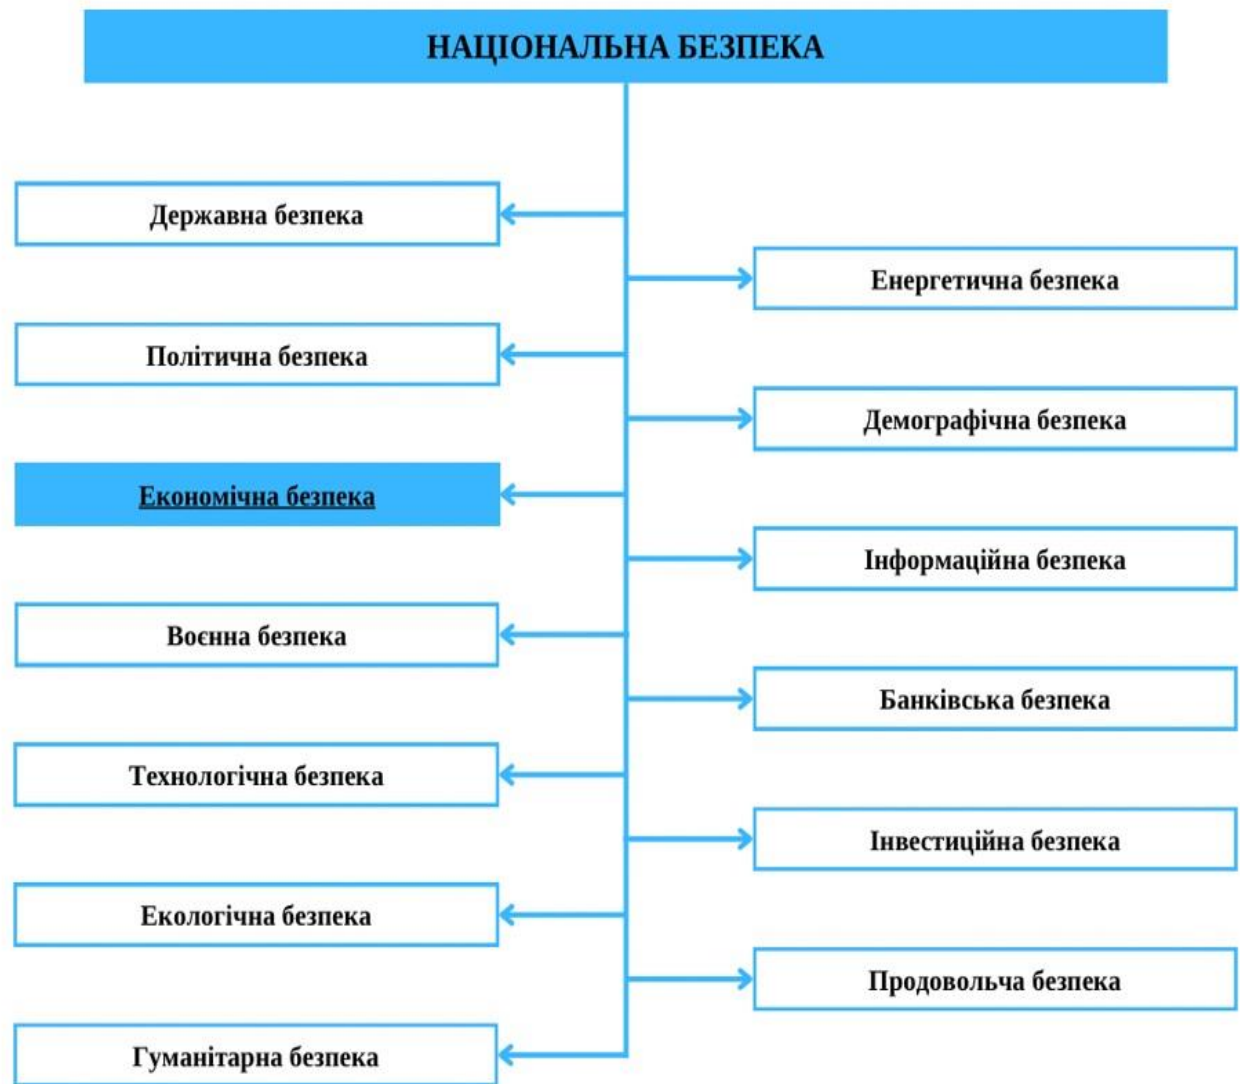 НАЦІОНАЛЬНА БЕЗПЕКА
Державна безпека
Енергетична безпека
Політична безпека
Демографічна безпека
Економічна безпека
Інформаційна безпека
Воєнна безпека
Банківська безпека
Технологічна безпека
Інвестиційна безпека
Екологічна безпека
Продовольча безпека
Гуманітарна безпека